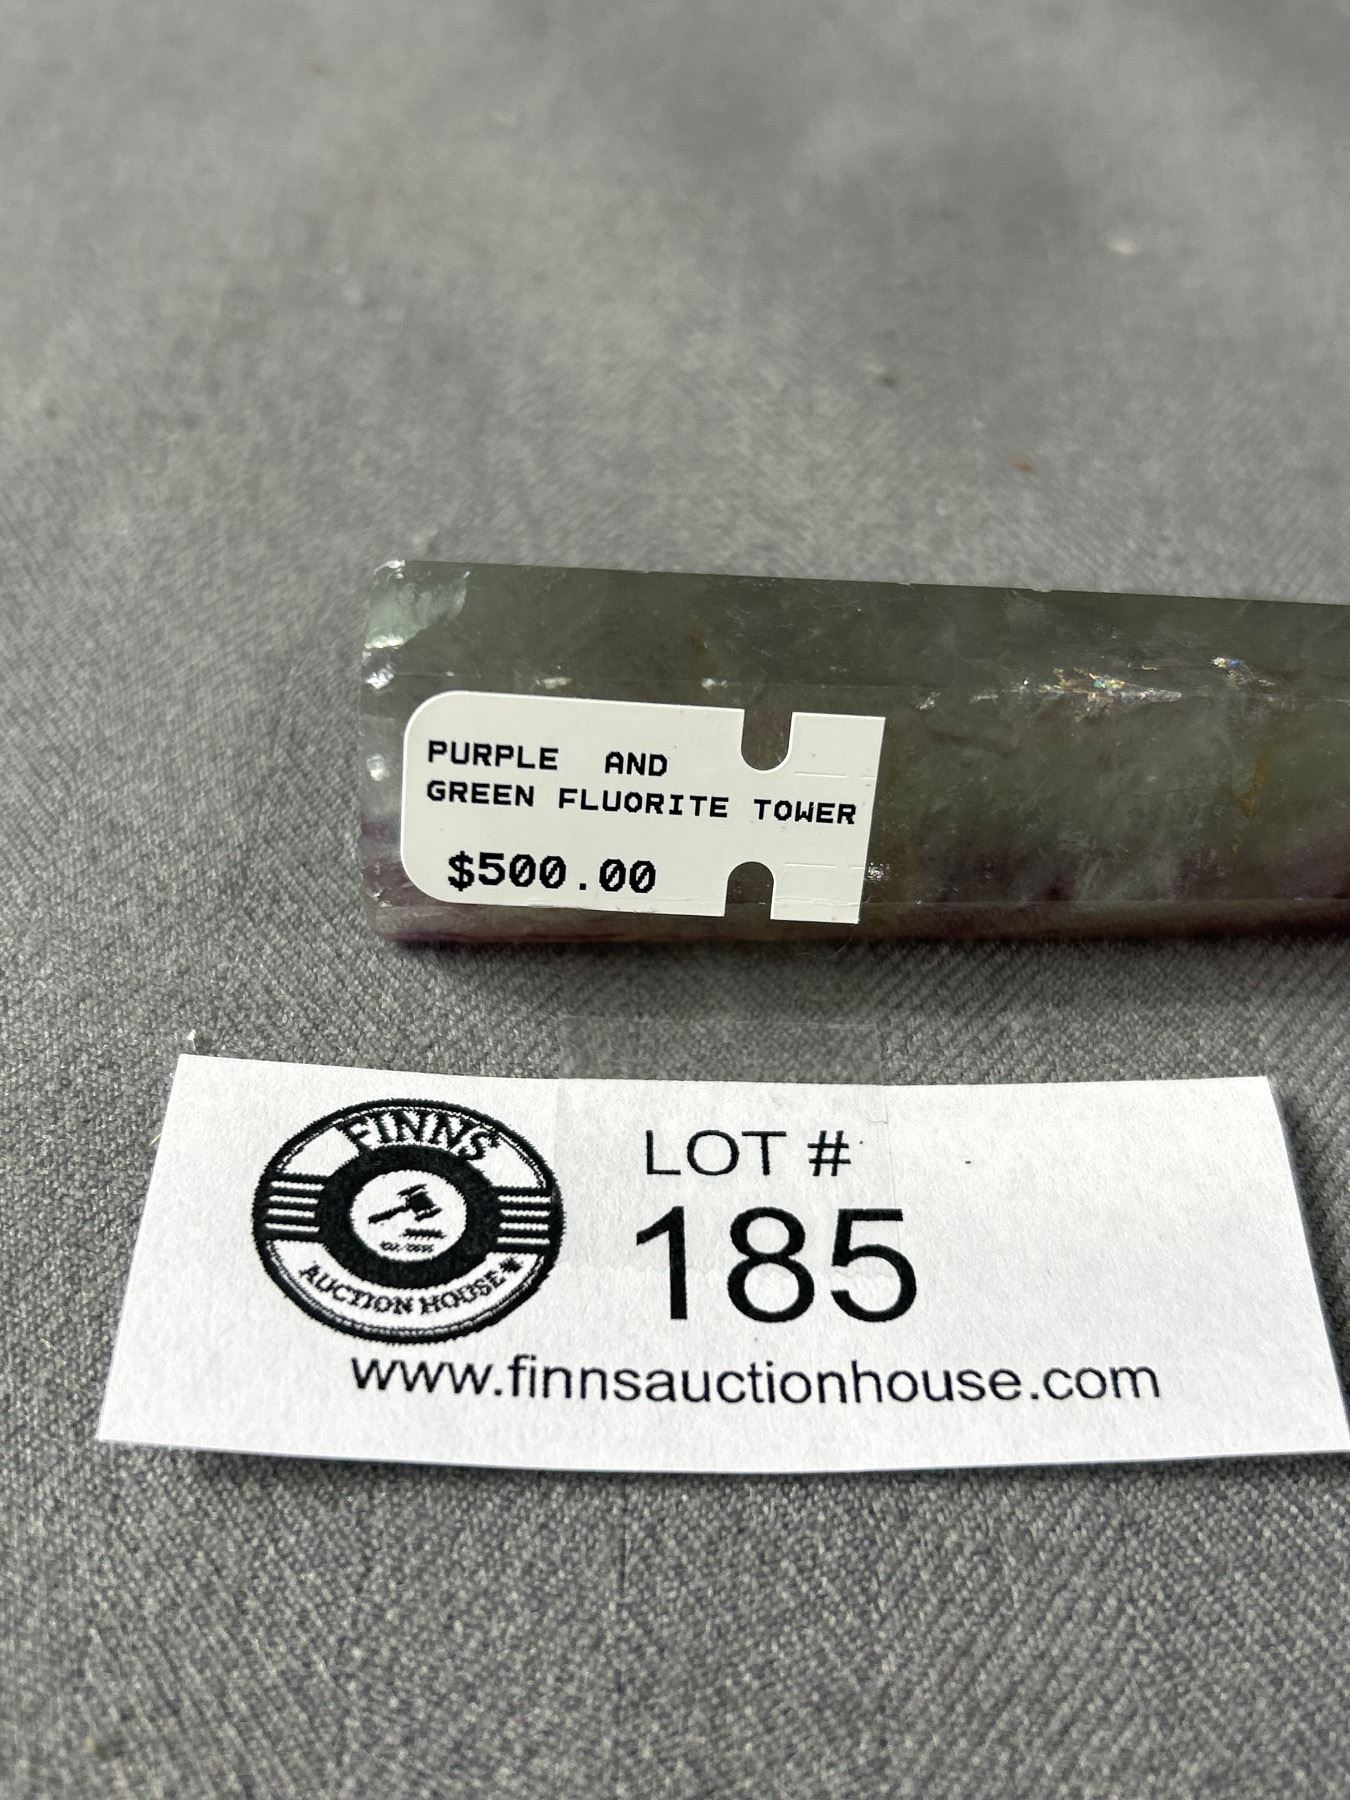 PURPLE AND
GREEN FLUORITE TOWER
$500.00
FINNS
AUCTION HOUSE
LOT #
185
www.finnsauctionhouse.com